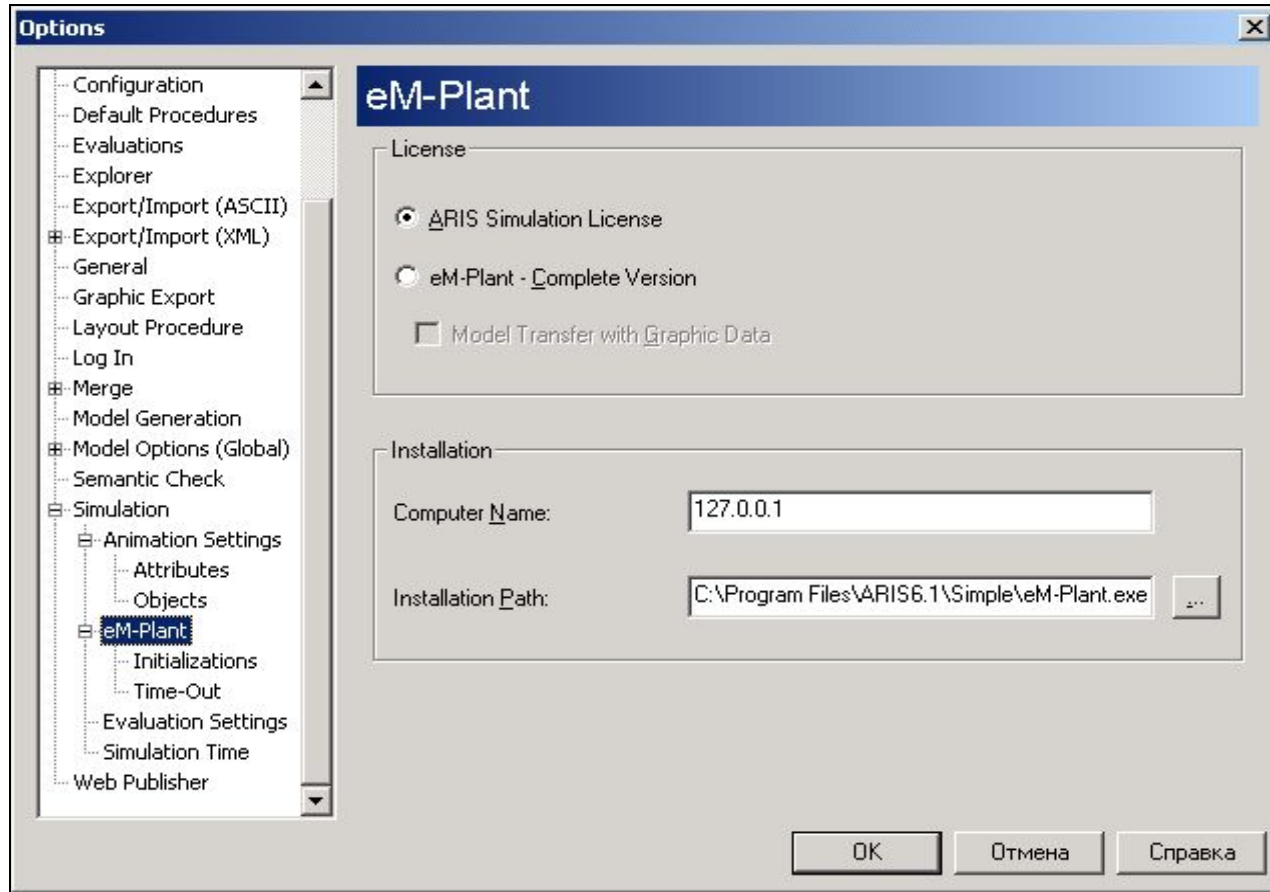 Options
Configuration
Default Procedures
Evaluations
Explorer
Export/Import (ASCII)
Export/Import (XML)
General
Graphic Export
Layout Procedure
Log In
Merge
Model Generation
Model Options (Global)
Semantic Check
Simulation
Animation Settings
Attributes
Objects
eM-Plant
Initializations
Time-Out
Evaluation Settings
Simulation Time
Web Publisher
eM-Plant
License
ARIS Simulation License
eM-Plant - Complete Version
Model Transfer with Graphic Data
Installation
Computer Name:
127.0.0.1
Installation Path:
C:\Program Files\ARIS6.1\Simple\eM-Plant.exe
...
OK
Отмена
Справка